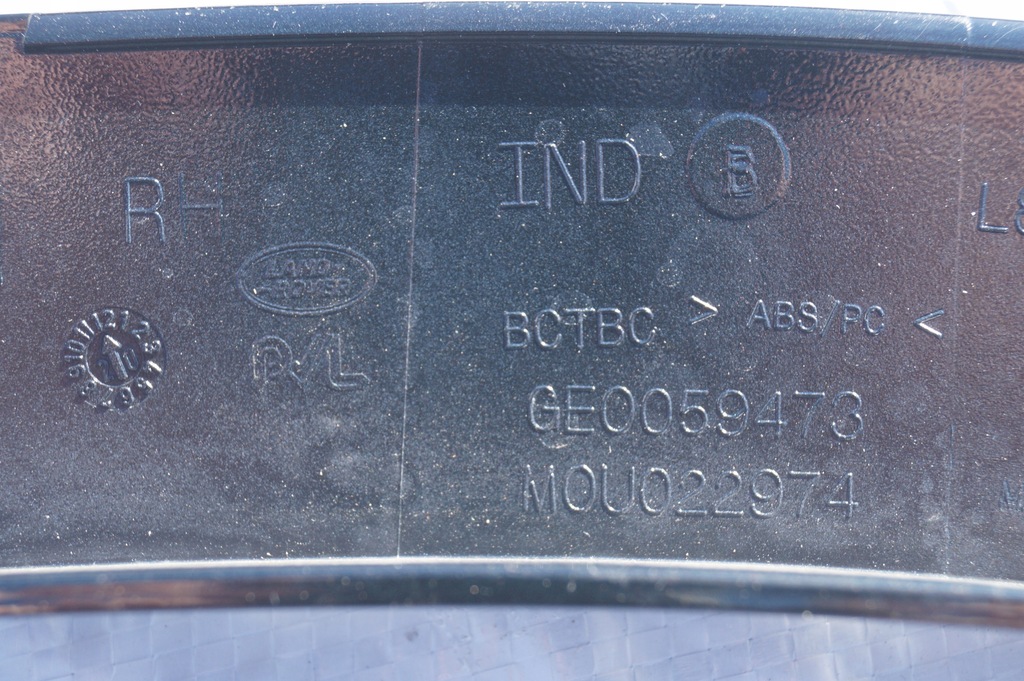 RH
IND B
LAND ROVER
BCTBC > ABS/PC <
GE0059473
M0U022974